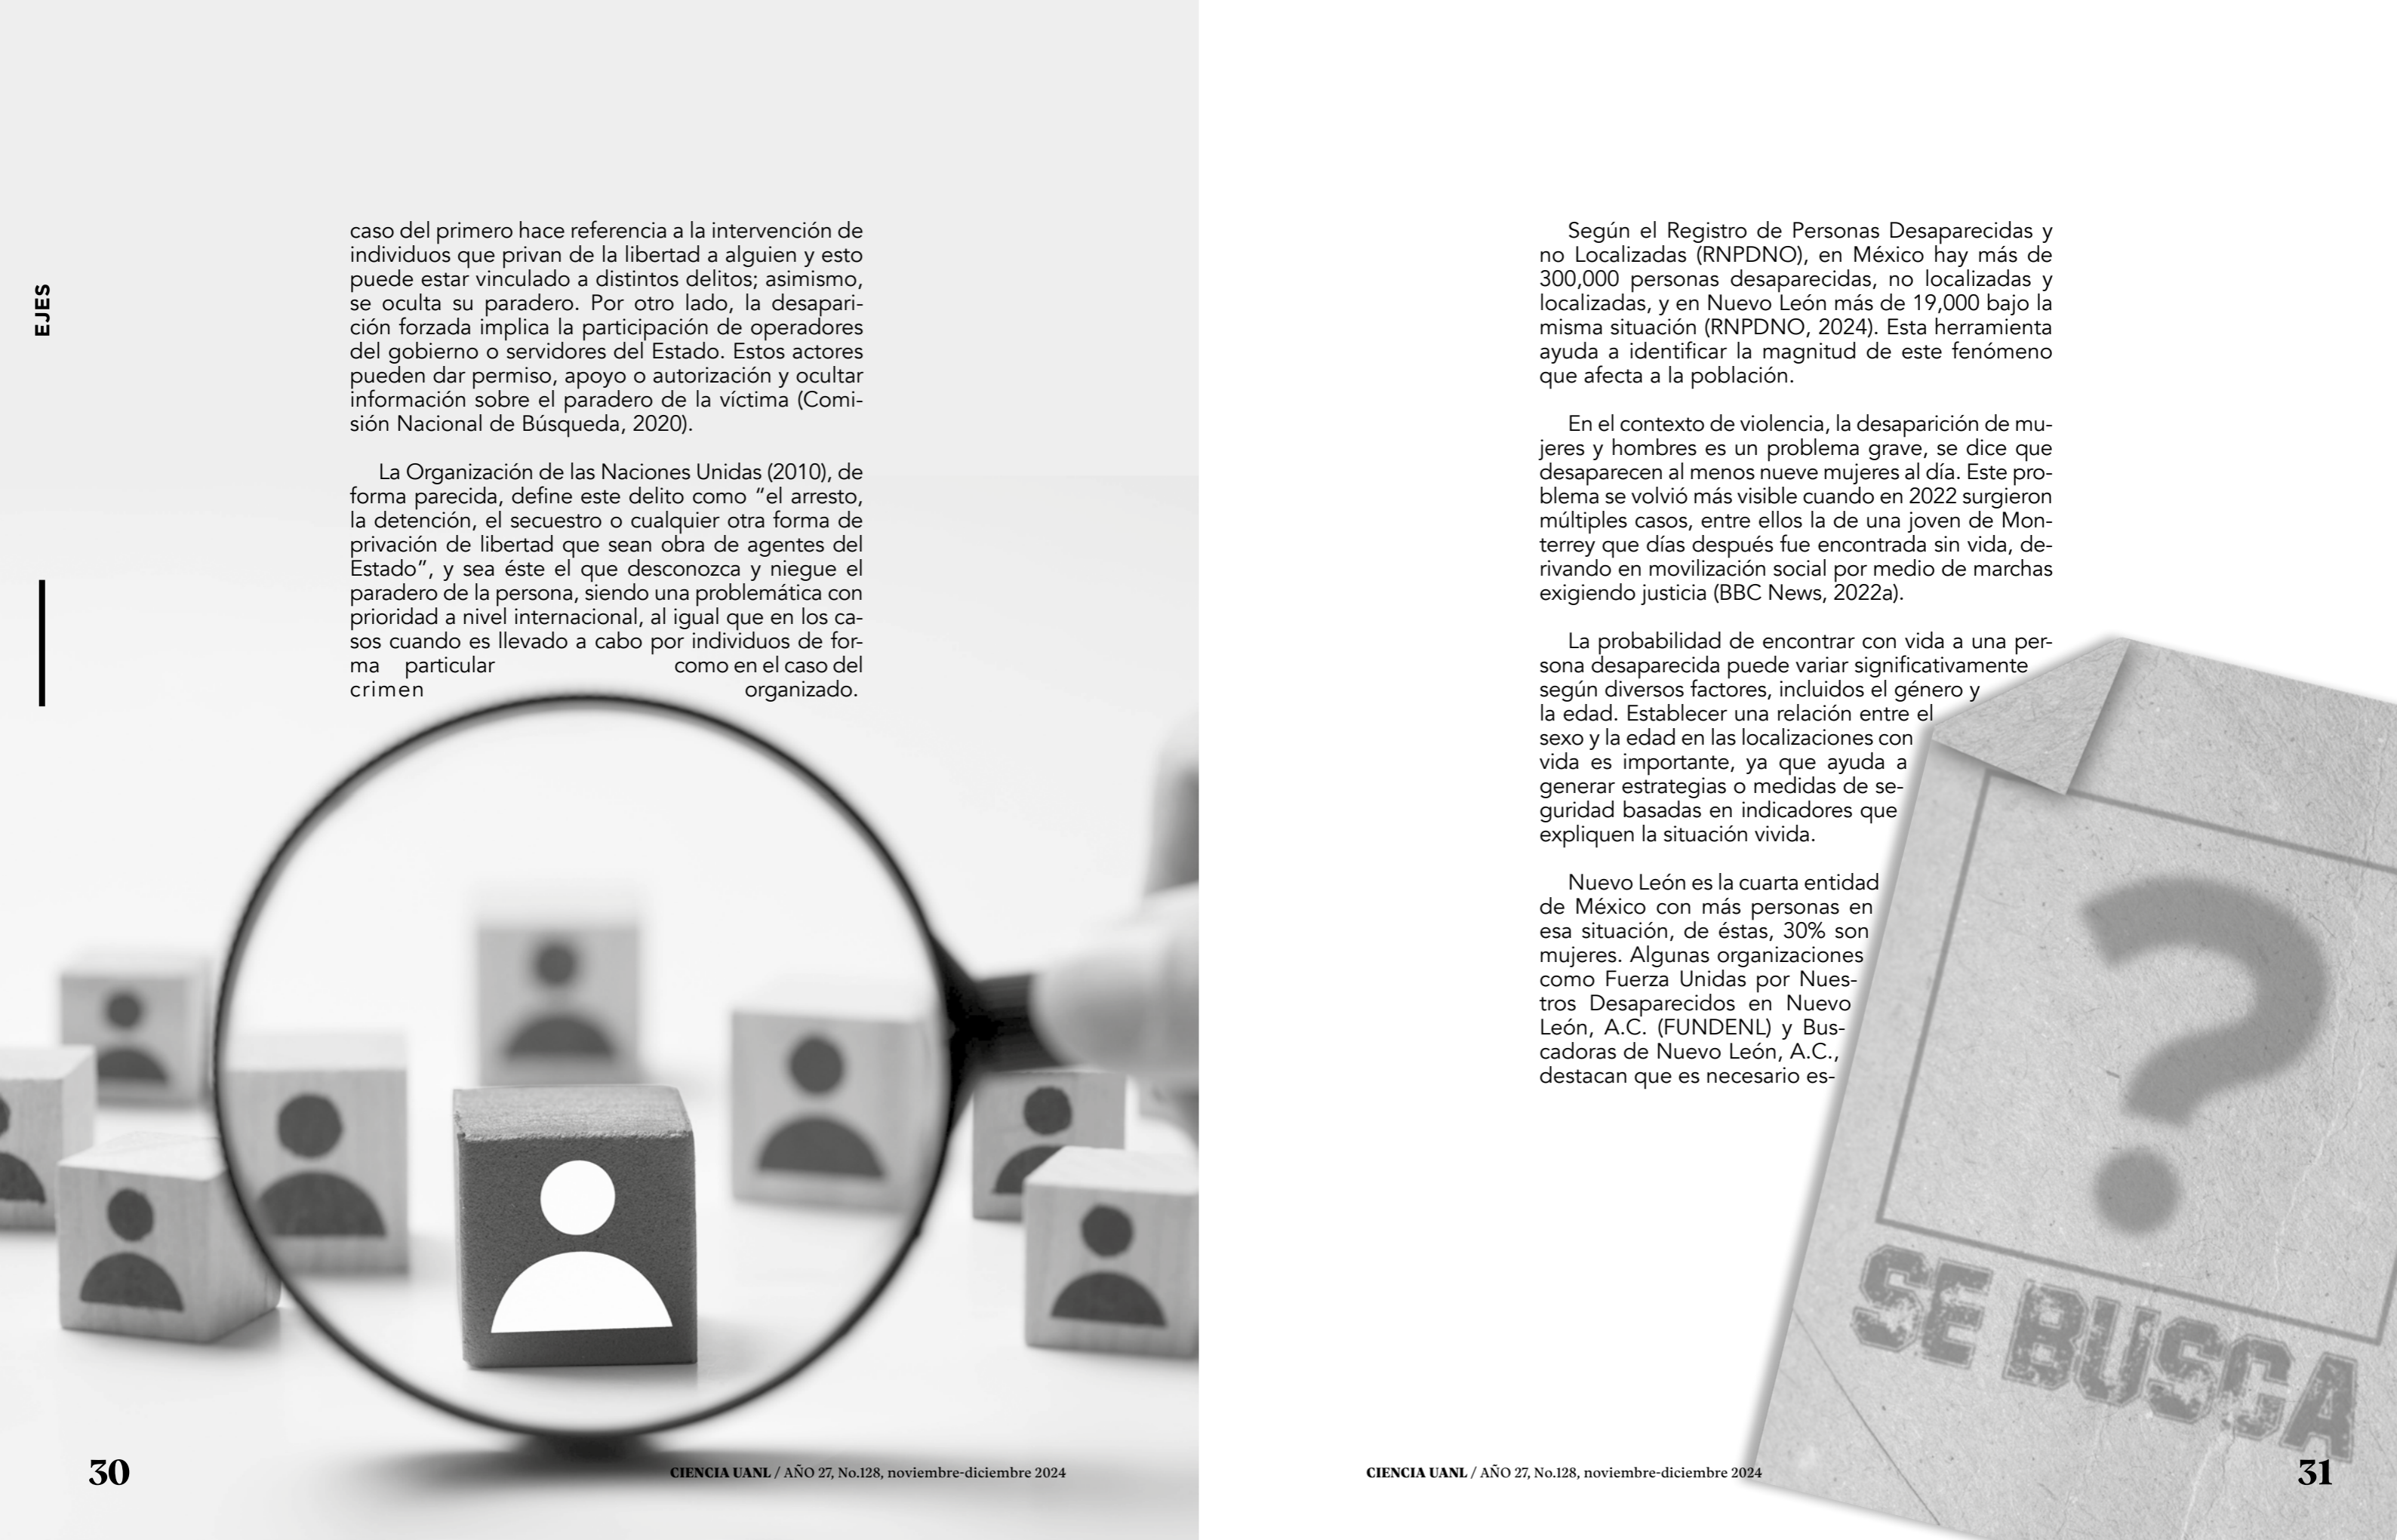 EJES
caso del primero hace referencia a la intervención de
individuos que privan de la libertad a alguien y esto
puede estar vinculado a distintos delitos; asimismo,
se oculta su paradero. Por otro lado, la desapari-
ción forzada implica la participación de operadores
del gobierno o servidores del Estado. Estos actores
pueden dar permiso, apoyo o autorización y ocultar
información sobre el paradero de la víctima (Comi-
sión Nacional de Búsqueda, 2020).
La Organización de las Naciones Unidas (2010), de
forma parecida, define este delito como “el arresto,
la detención, el secuestro o cualquier otra forma de
privación de libertad que sean obra de agentes del
Estado”, y sea éste el que desconozca y niegue el
paradero de la persona, siendo una problemática con
prioridad a nivel internacional, al igual que en los ca-
sos cuando es llevado a cabo por individuos de for-
ma particular como en el caso del
crimen organizado.
30
CIENCIA UANL / AÑO 27, No.128, noviembre-diciembre 2024
Según el Registro de Personas Desaparecidas y
no Localizadas (RNPDNO), en México hay más de
300,000 personas desaparecidas, no localizadas y
localizadas, y en Nuevo León más de 19,000 bajo la
misma situación (RNPDNO, 2024). Esta herramienta
ayuda a identificar la magnitud de este fenómeno
que afecta a la población.
En el contexto de violencia, la desaparición de mu-
jeres y hombres es un problema grave, se dice que
desaparecen al menos nueve mujeres al día. Este pro-
blema se volvió más visible cuando en 2022 surgieron
múltiples casos, entre ellos la de una joven de Mon-
terrey que días después fue encontrada sin vida, de-
rivando en movilización social por medio de marchas
exigiendo justicia (BBC News, 2022a).
La probabilidad de encontrar con vida a una per-
sona desaparecida puede variar significativamente
según diversos factores, incluidos el género y
la edad. Establecer una relación entre el
sexo y la edad en las localizaciones con
vida es importante, ya que ayuda a
generar estrategias o medidas de se-
guridad basadas en indicadores que
expliquen la situación vivida.
Nuevo León es la cuarta entidad
de México con más personas en
esa situación, de éstas, 30% son
mujeres. Algunas organizaciones
como Fuerza Unidas por Nues-
tros Desaparecidos en Nuevo
León, A.C. (FUNDENL) y Bus-
cadoras de Nuevo León, A.C.,
destacan que es necesario es-
?
SE BUSCA
CIENCIA UANL / AÑO 27, No.128, noviembre-diciembre 2024
31